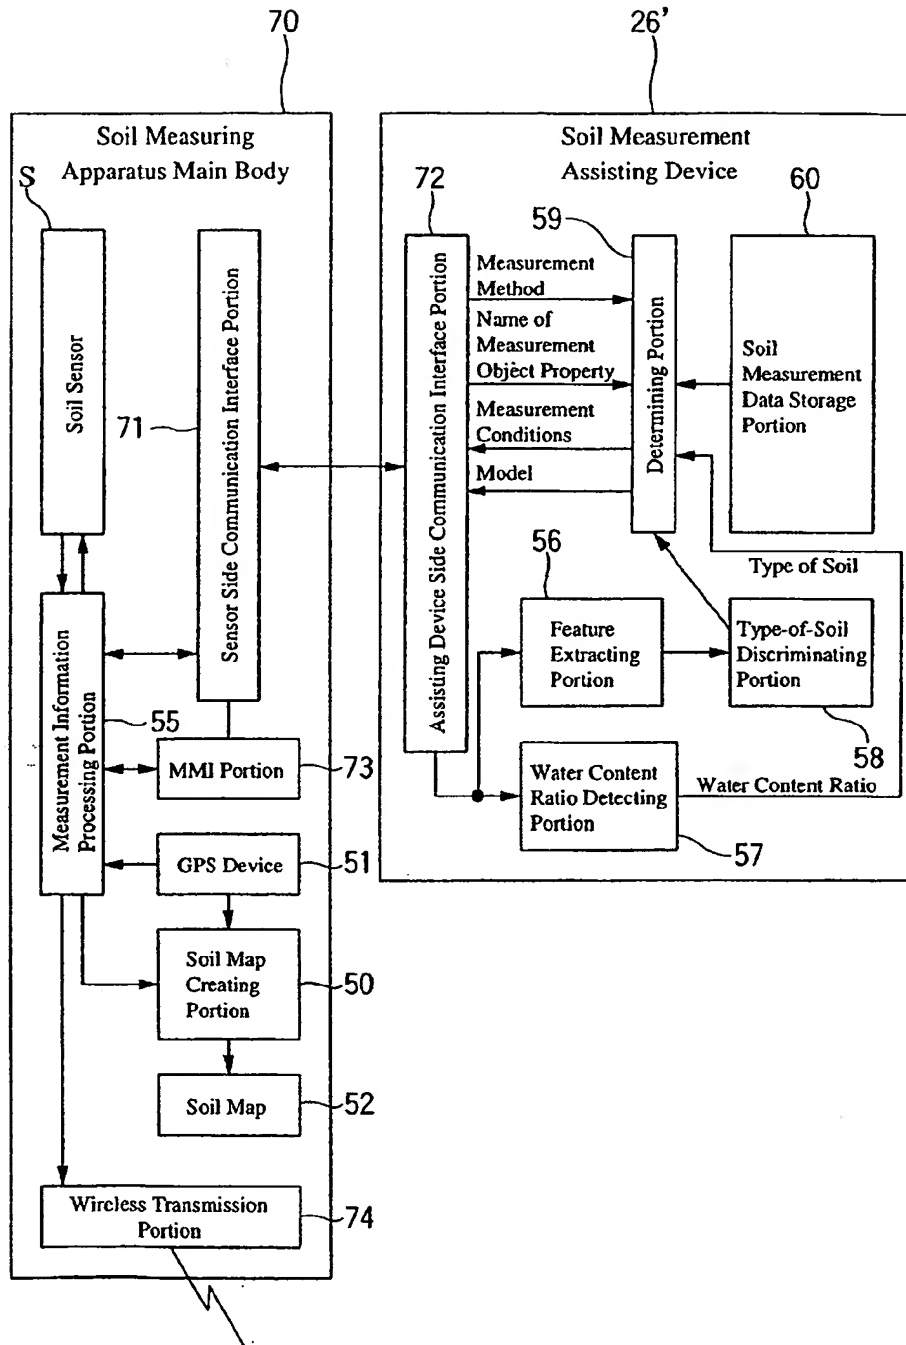 70
26’
Soil Measuring
Apparatus Main Body
Soil Measurement
Assisting Device
S
72
60
59
Soil Sensor
71
Sensor Side Communication Interface Portion
Assisting Device Side Communication Interface Portion
Measurement
Method
Name of
Measurement
Object Property
Measurement
Conditions
Model
Determining Portion
Soil
Measurement
Data Storage
Portion
Type of Soil
56
Feature
Extracting
Portion
Type-of-Soil
Discriminating
Portion
58
Measurement Information
Processing Portion
55
MMI Portion
73
Water Content
Ratio Detecting
Portion
Water Content Ratio
57
GPS Device
51
Soil Map
Creating
Portion
50
Soil Map
52
Wireless Transmission
Portion
74